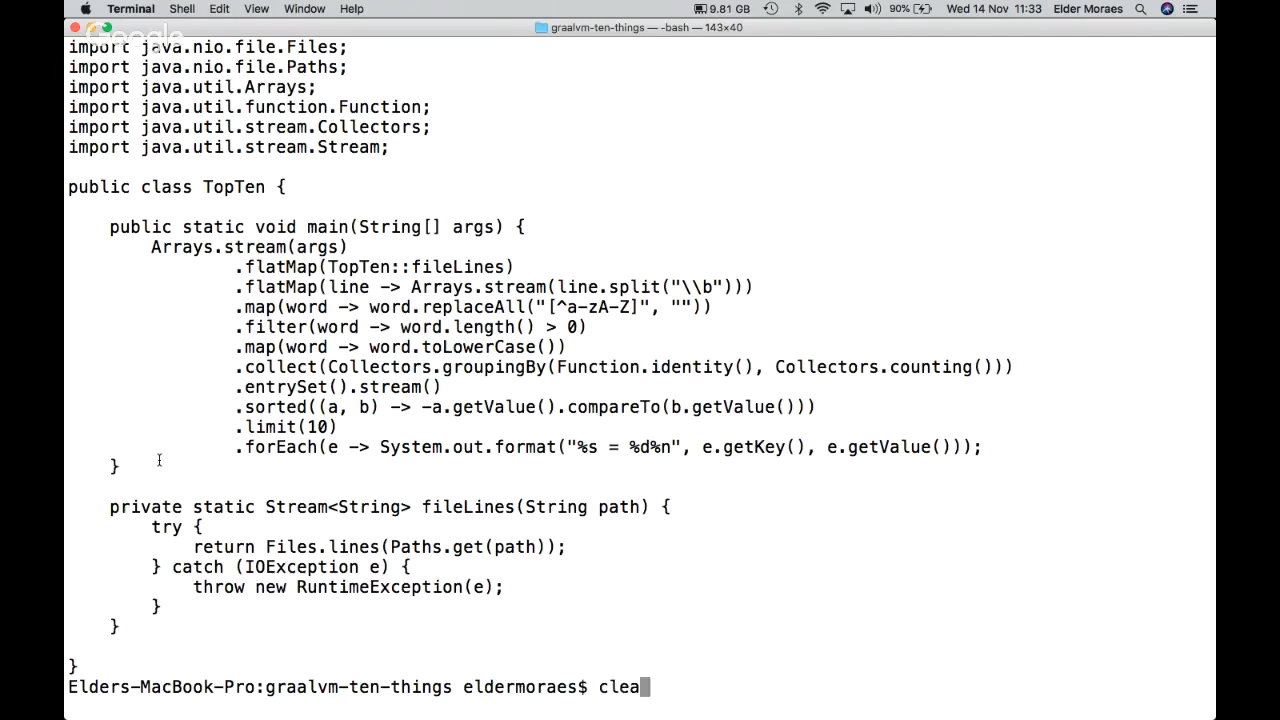 Terminal Shell Edit View Window Help 9.81 GB 90% Wed 14 Nov 11:33 Elder Moraes
Google
graalvm-ten-things — -bash — 143×40
import java.nio.file.Files;
import java.nio.file.Paths;
import java.util.Arrays;
import java.util.function.Function;
import java.util.stream.Collectors;
import java.util.stream.Stream;
public class TopTen {
public static void main(String[] args) {
Arrays.stream(args)
.flatMap(TopTen::fileLines)
.flatMap(line -> Arrays.stream(line.split("\\b")))
.map(word -> word.replaceAll("[^a-zA-Z]", ""))
.filter(word -> word.length() > 0)
.map(word -> word.toLowerCase())
.collect(Collectors.groupingBy(Function.identity(), Collectors.counting()))
.entrySet().stream()
.sorted((a, b) -> -a.getValue().compareTo(b.getValue()))
.limit(10)
.forEach(e -> System.out.format("%s = %d%n", e.getKey(), e.getValue()));
}
private static Stream<String> fileLines(String path) {
try {
return Files.lines(Paths.get(path));
} catch (IOException e) {
throw new RuntimeException(e);
}
}
}
Elders-MacBook-Pro:graalvm-ten-things eldermoraes$ clea